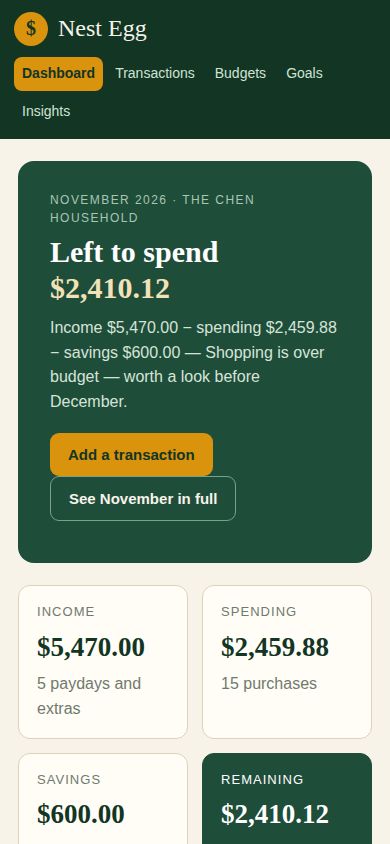 $ Nest Egg
Dashboard Transactions Budgets Goals
Insights
NOVEMBER 2026 · THE CHEN
HOUSEHOLD
Left to spend
$2,410.12
Income $5,470.00 − spending $2,459.88
− savings $600.00 — Shopping is over
budget — worth a look before
December.
Add a transaction
See November in full
INCOME
$5,470.00
5 paydays and
extras
SPENDING
$2,459.88
15 purchases
SAVINGS
$600.00
REMAINING
$2,410.12